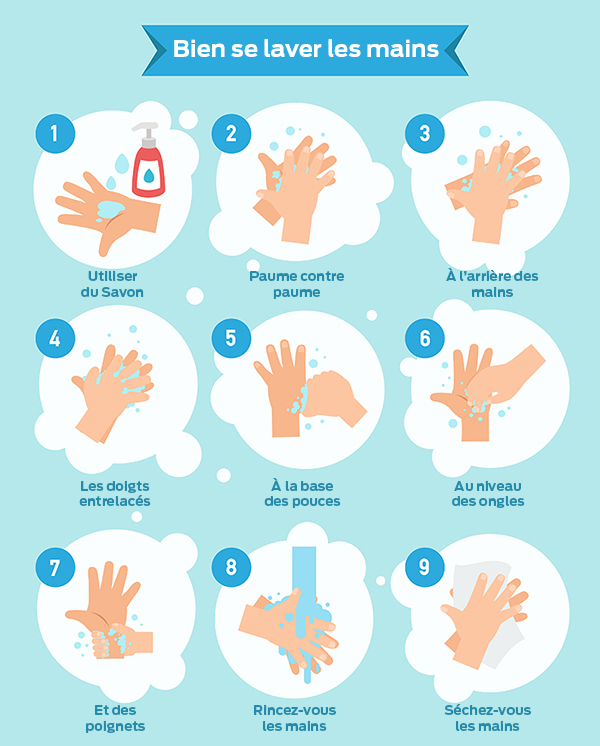 Bien se laver les mains
1
Utiliser
du Savon
2
Paume contre
paume
3
À l'arrière des
mains
4
Les doigts
entrelacés
5
À la base
des pouces
6
Au niveau
des ongles
7
Et des
poignets
8
Rincez-vous
les mains
9
Séchez-vous
les mains